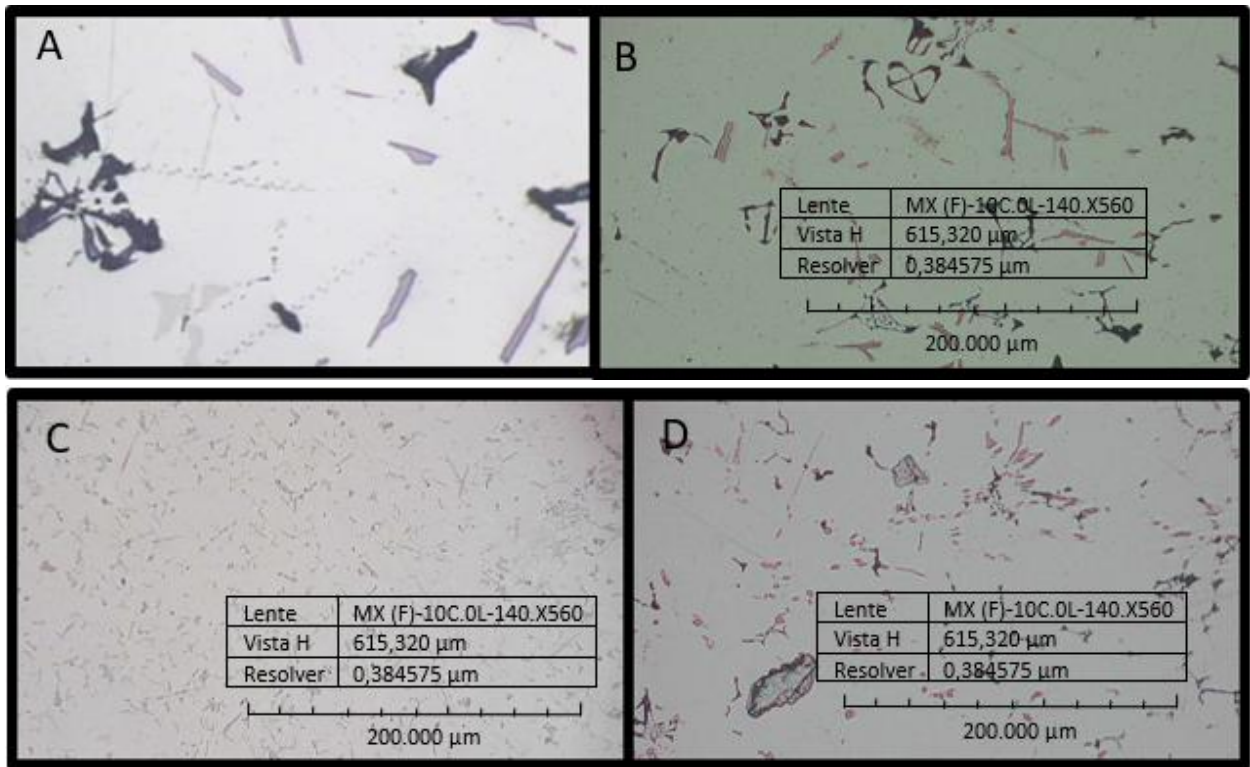 A
B
Lente MX (F)-10C.0L-140.X560
Vista H 615,320 µm
Resolver 0,384575 µm
200.000 µm
C
D
Lente MX (F)-10C.0L-140.X560
Vista H 615,320 µm
Resolver 0,384575 µm
200.000 µm
Lente MX (F)-10C.0L-140.X560
Vista H 615,320 µm
Resolver 0,384575 µm
200.000 µm